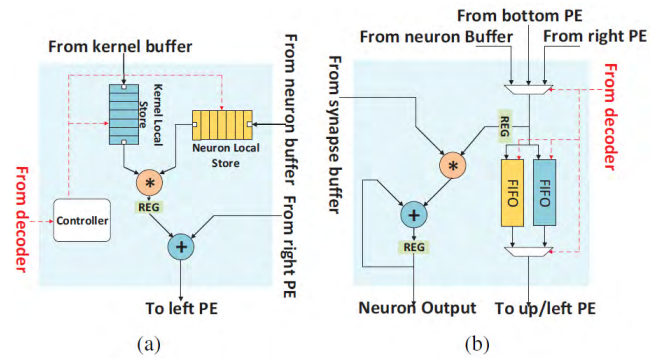 From kernel buffer
Kernel Local
Store
From neuron buffer
Neuron Local
Store
*
REG
Controller
From decoder
+
From right PE
To left PE
(a)
From bottom PE
From neuron Buffer
From right PE
From synapse buffer
From decoder
REG
*
FIFO
FIFO
+
REG
Neuron Output
To up/left PE
(b)